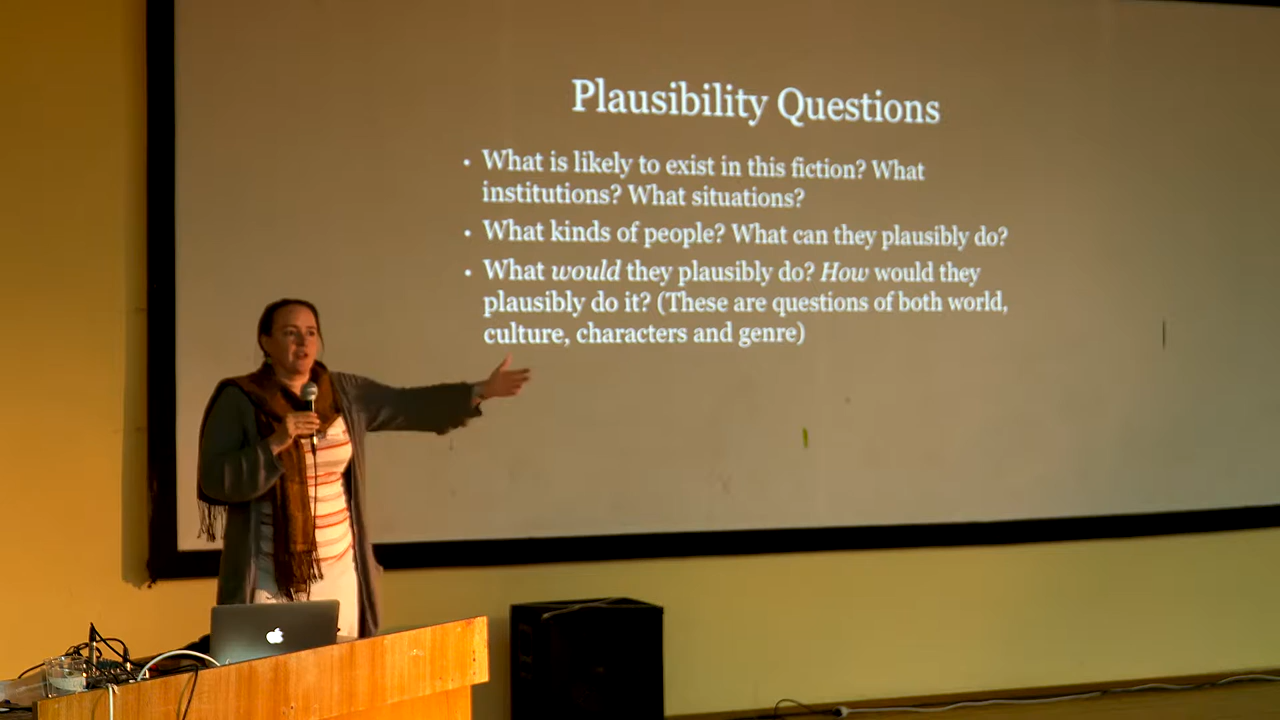 Plausibility Questions
• What is likely to exist in this fiction? What
institutions? What situations?
• What kinds of people? What can they plausibly do?
• What would they plausibly do? How would they
plausibly do it? (These are questions of both world,
culture, characters and genre)